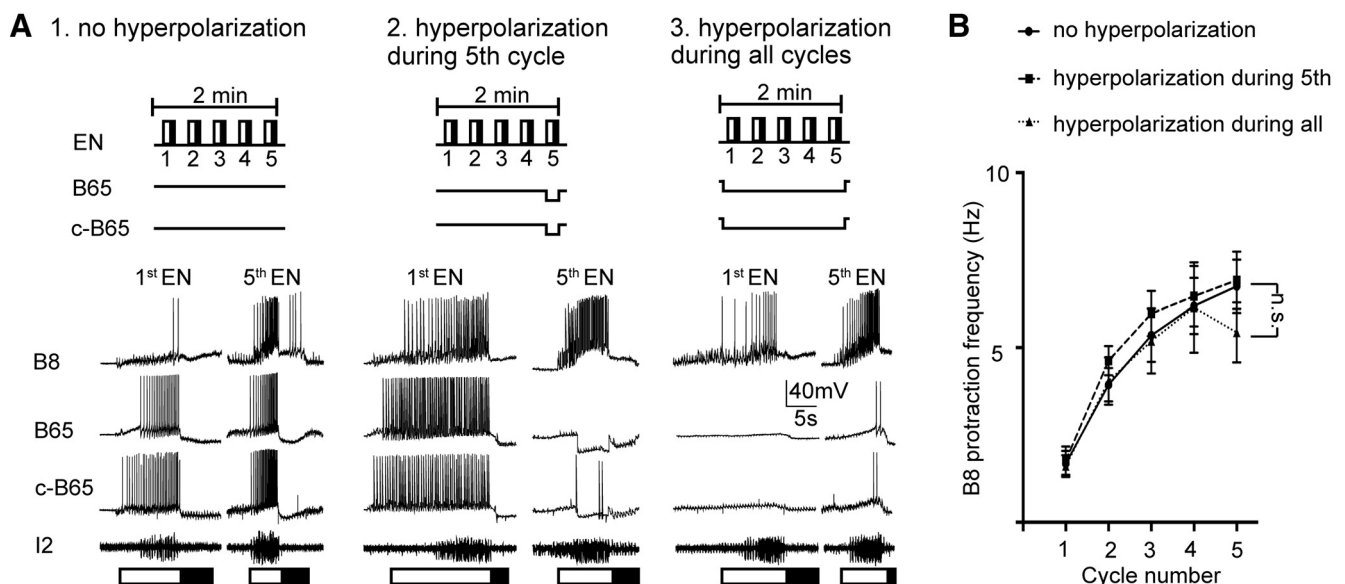 A
1. no hyperpolarization
2. hyperpolarization
during 5th cycle
3. hyperpolarization
during all cycles
2 min
2 min
2 min
EN
1 2 3 4 5
1 2 3 4 5
1 2 3 4 5
B65
c-B65
1st EN
5th EN
1st EN
5th EN
1st EN
5th EN
B8
B65
c-B65
I2
40mV
5s
B
no hyperpolarization
hyperpolarization during 5th
hyperpolarization during all
B8 protraction frequency (Hz)
10
5
n.s.
1 2 3 4 5
Cycle number